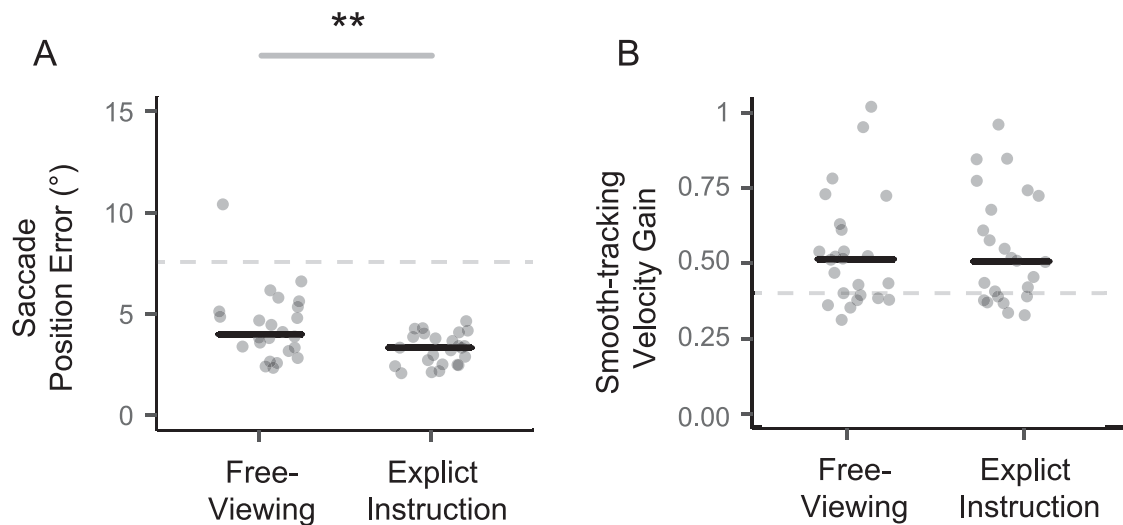 **
A
B
Saccade
Position Error (°)
15
10
5
0
Free-
Viewing
Explict
Instruction
Smooth-tracking
Velocity Gain
1
0.75
0.50
0.25
0.00
Free-
Viewing
Explict
Instruction